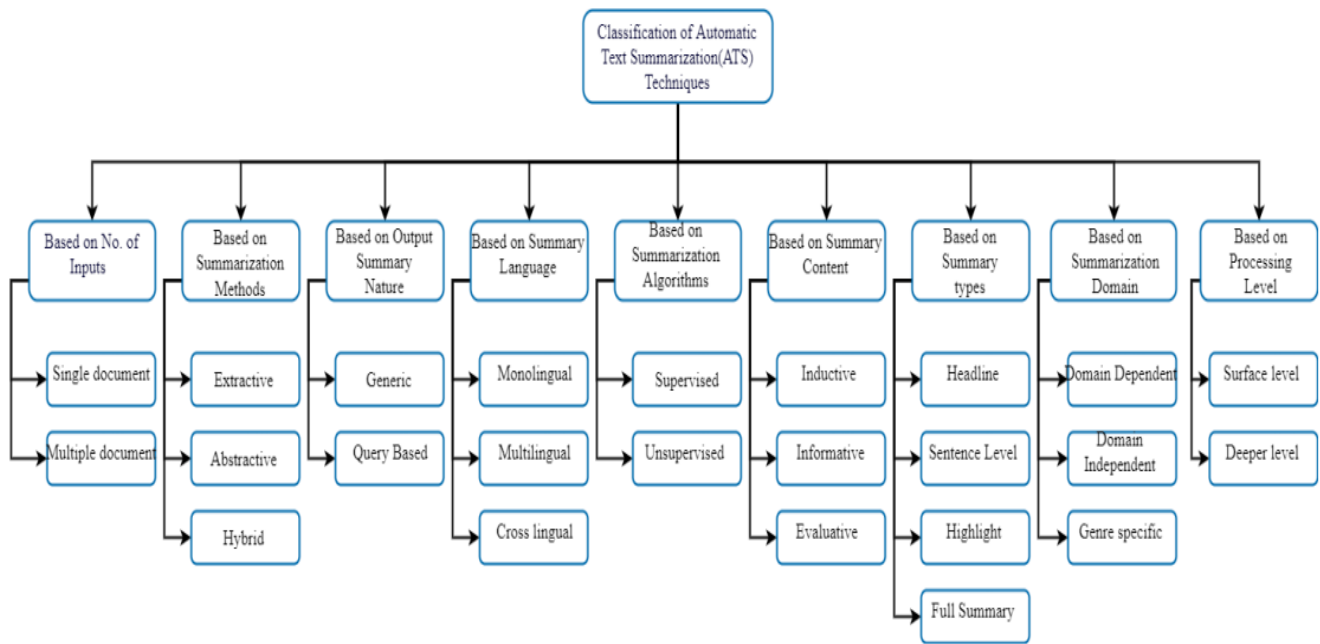 Classification of Automatic
Text Summarization(ATS)
Techniques
Based on No. of
Inputs
Based on
Summarization
Methods
Based on Output
Summary
Nature
Based on Summary
Language
Based on
Summarization
Algorithms
Based on Summary
Content
Based on
Summary
types
Based on
Summarization
Domain
Based on
Processing
Level
Single document
Multiple document
Extractive
Abstractive
Hybrid
Generic
Query Based
Monolingual
Multilingual
Cross lingual
Supervised
Unsupervised
Inductive
Informative
Evaluative
Headline
Sentence Level
Highlight
Full Summary
Domain Dependent
Domain
Independent
Genre specific
Surface level
Deeper level